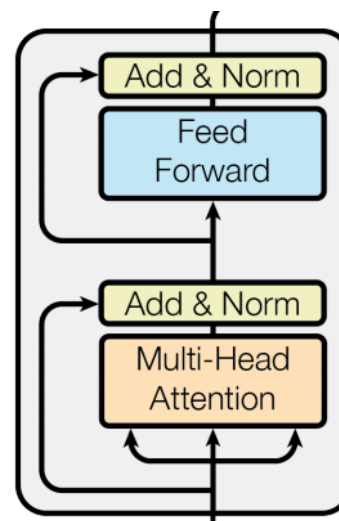 Add & Norm
Feed
Forward
Add & Norm
Multi-Head
Attention